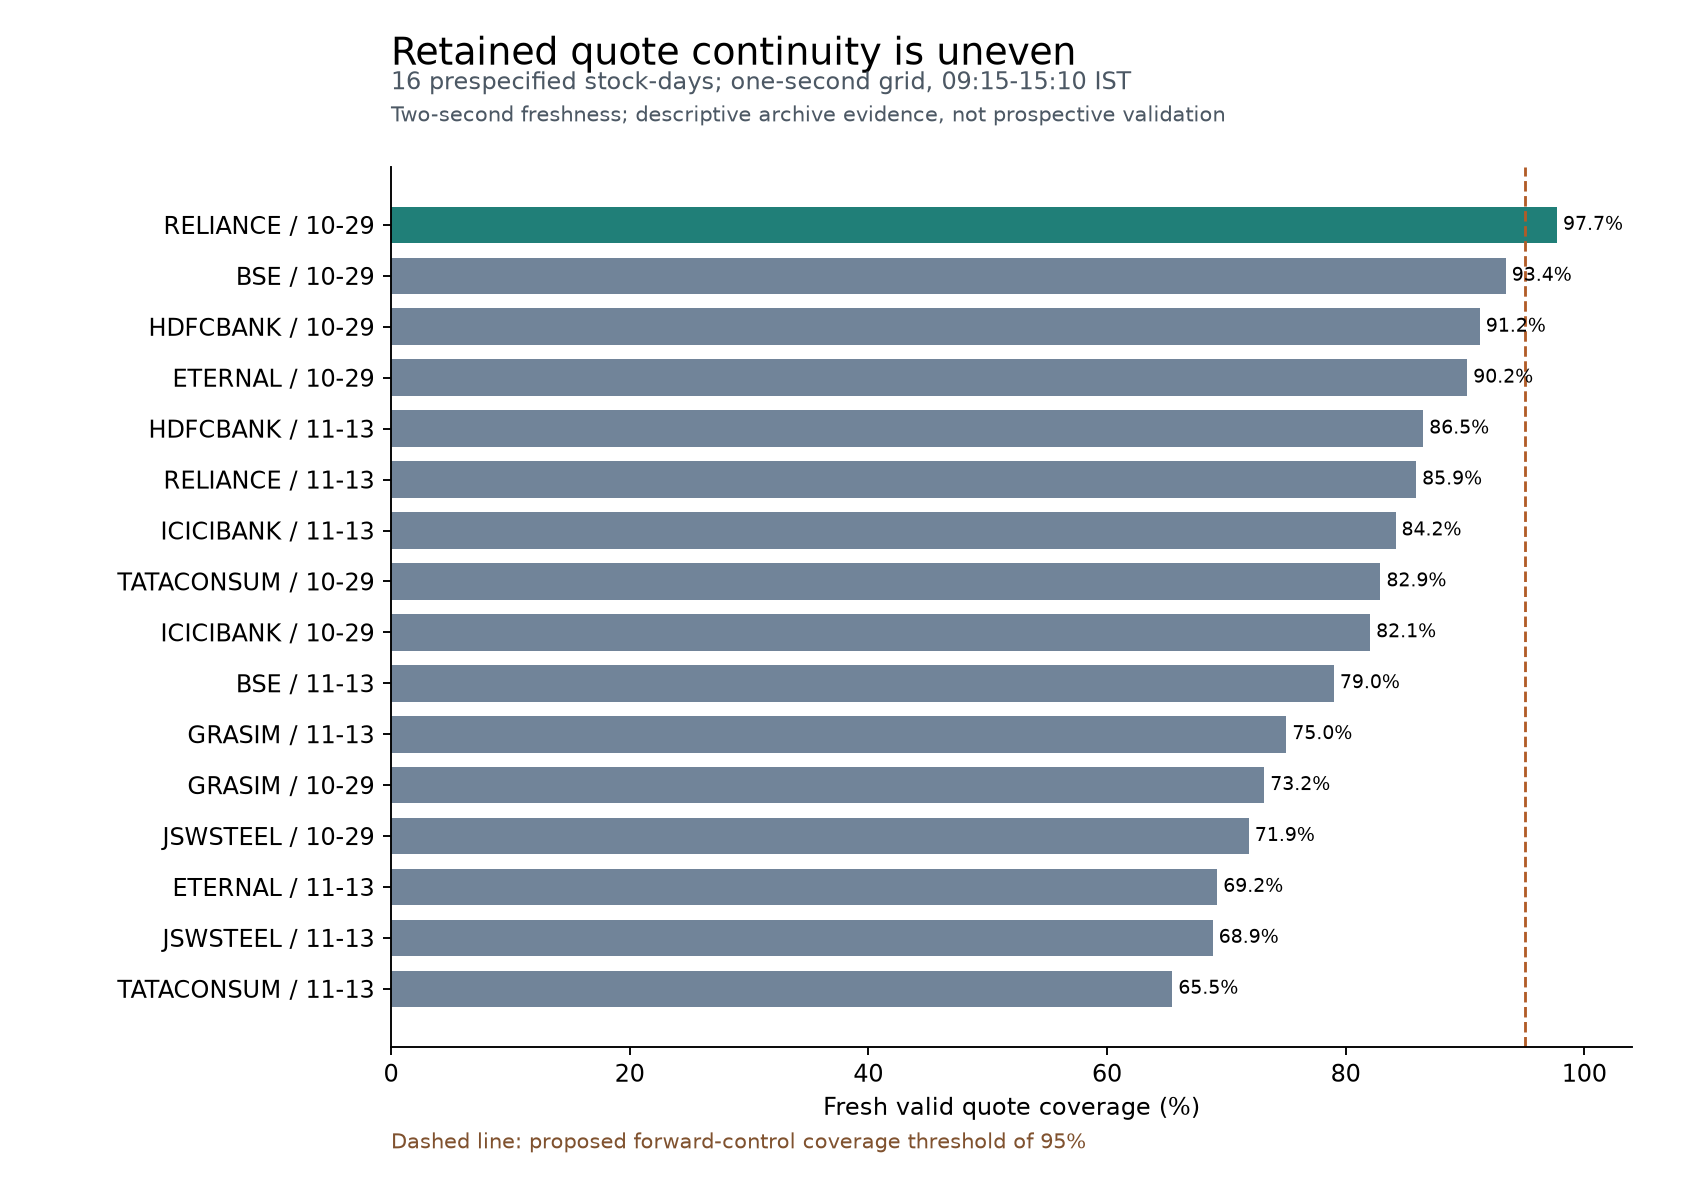 Retained quote continuity is uneven
16 prespecified stock-days; one-second grid, 09:15-15:10 IST
Two-second freshness; descriptive archive evidence, not prospective validation
RELIANCE / 10-29 97.7%
BSE / 10-29 93.4%
HDFCBANK / 10-29 91.2%
ETERNAL / 10-29 90.2%
HDFCBANK / 11-13 86.5%
RELIANCE / 11-13 85.9%
ICICIBANK / 11-13 84.2%
TATACONSUM / 10-29 82.9%
ICICIBANK / 10-29 82.1%
BSE / 11-13 79.0%
GRASIM / 11-13 75.0%
GRASIM / 10-29 73.2%
JSWSTEEL / 10-29 71.9%
ETERNAL / 11-13 69.2%
JSWSTEEL / 11-13 68.9%
TATACONSUM / 11-13 65.5%
0 20 40 60 80 100
Fresh valid quote coverage (%)
Dashed line: proposed forward-control coverage threshold of 95%